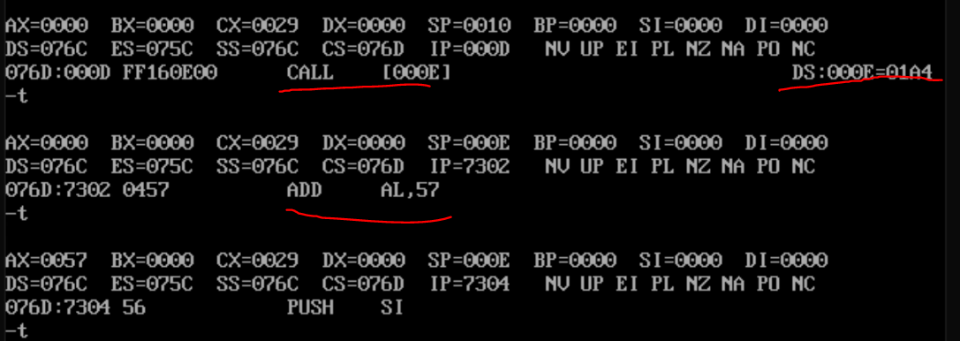 AX=0000 BX=0000 CX=0029 DX=0000 SP=0010 BP=0000 SI=0000 DI=0000
DS=076C ES=075C SS=076C CS=076D IP=000D NV UP EI PL NZ NA PO NC
076D:000D FF160E00 CALL [000E] DS:000E=01A4
-t
AX=0000 BX=0000 CX=0029 DX=0000 SP=000E BP=0000 SI=0000 DI=0000
DS=076C ES=075C SS=076C CS=076D IP=7302 NV UP EI PL NZ NA PO NC
076D:7302 0457 ADD AL,57
-t
AX=0057 BX=0000 CX=0029 DX=0000 SP=000E BP=0000 SI=0000 DI=0000
DS=076C ES=075C SS=076C CS=076D IP=7304 NV UP EI PL NZ NA PO NC
076D:7304 56 PUSH SI
-t